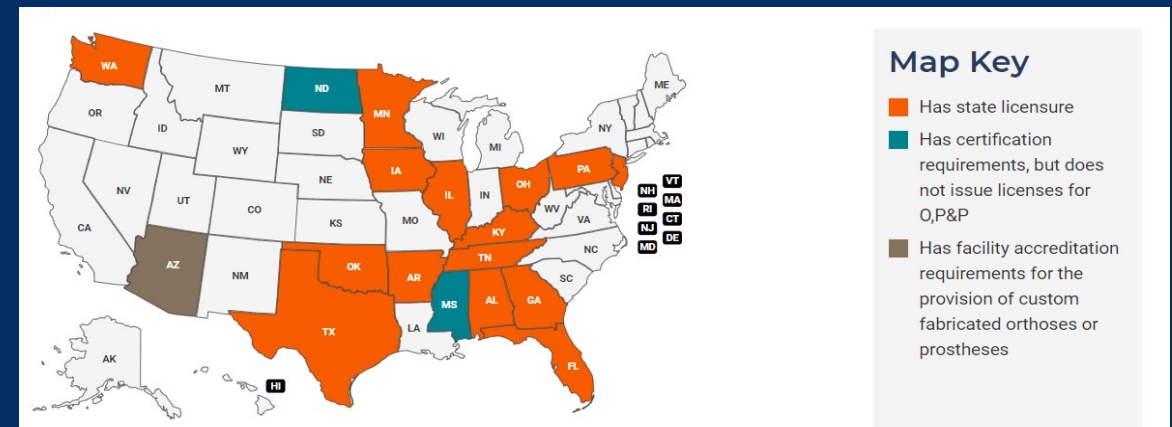 Map Key
Has state licensure
Has certification
requirements, but does
not issue licenses for
O,P&P
Has facility accreditation
requirements for the
provision of custom
fabricated orthoses or
prostheses
WA
MT
ND
MN
ME
OR
ID
SD
WI
MI
NY
WY
IA
PA
NE
NV
UT
CO
IL
IN
OH
WV
VA
CA
KS
MO
KY
NC
AZ
NM
OK
AR
TN
SC
TX
LA
MS
AL
GA
FL
AK
HI
NH
VT
MA
RI
CT
NJ
DE
MD